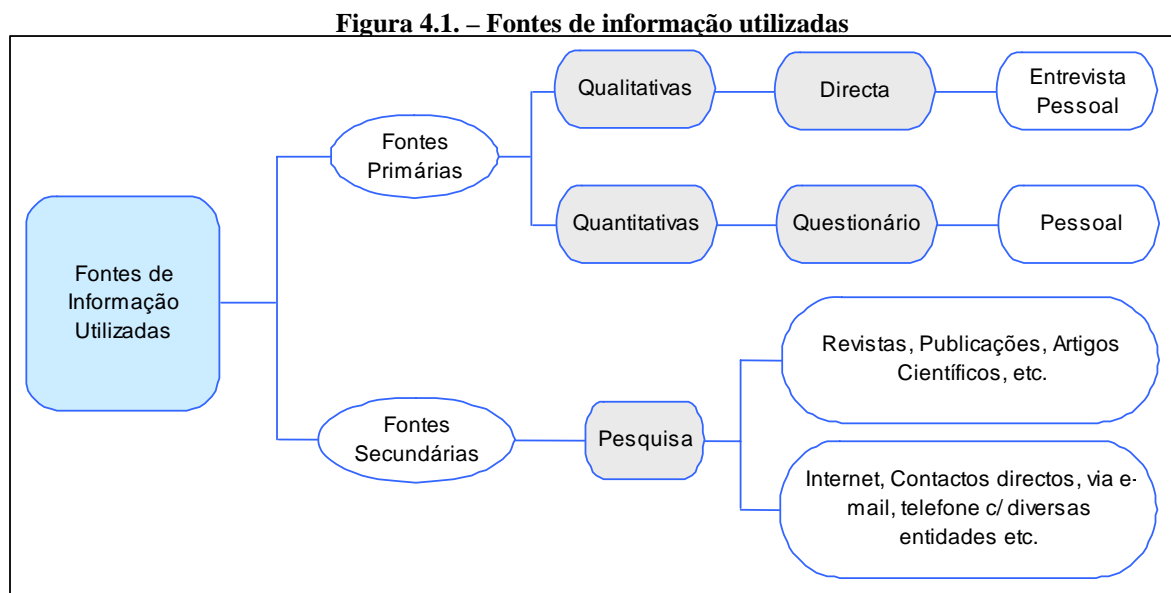 Figura 4.1. – Fontes de informação utilizadas
Qualitativas
Directa
Entrevista
Pessoal
Fontes
Primárias
Quantitativas
Questionário
Pessoal
Fontes de
Informação
Utilizadas
Revistas, Publicações, Artigos
Científicos, etc.
Fontes
Secundárias
Pesquisa
Internet, Contactos directos, via e-
mail, telefone c/ diversas
entidades etc.